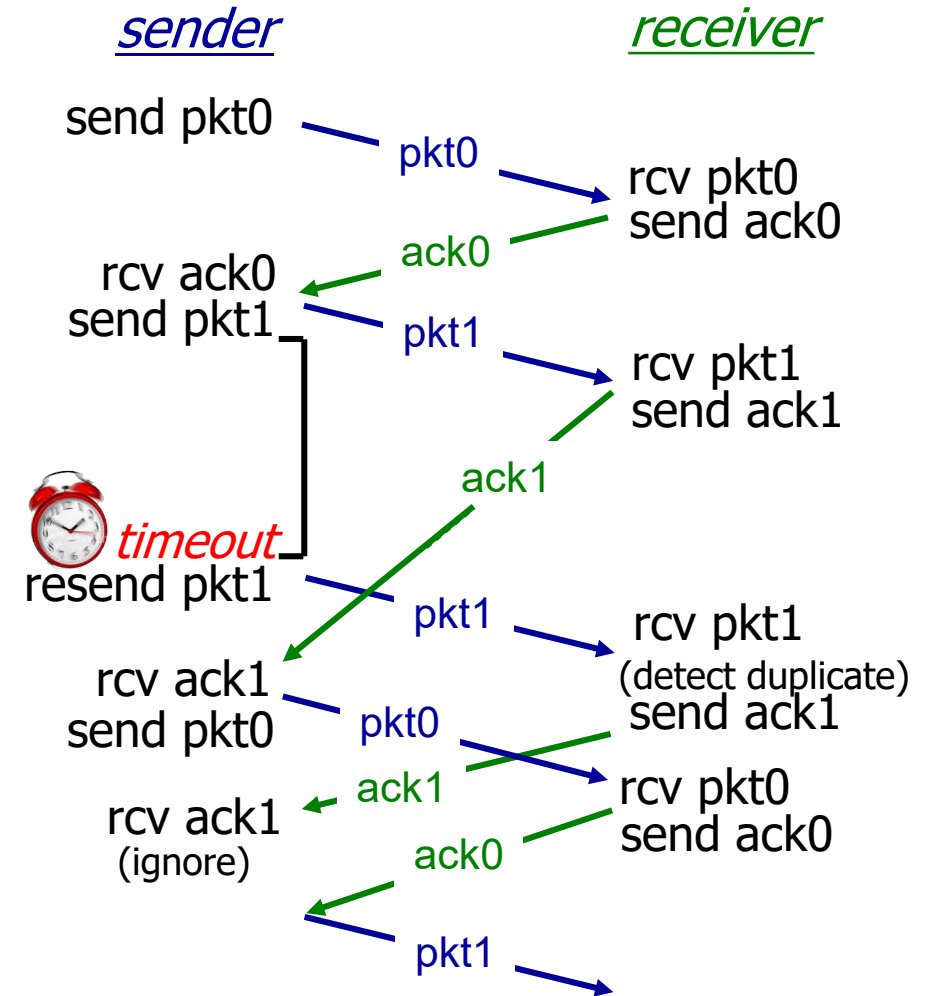 sender
receiver
send pkt0
pkt0
rcv pkt0
send ack0
ack0
rcv ack0
send pkt1
pkt1
rcv pkt1
send ack1
ack1
timeout
resend pkt1
pkt1
rcv pkt1
(detect duplicate)
send ack1
rcv ack1
send pkt0
pkt0
ack1
rcv pkt0
send ack0
rcv ack1
(ignore)
ack0
pkt1